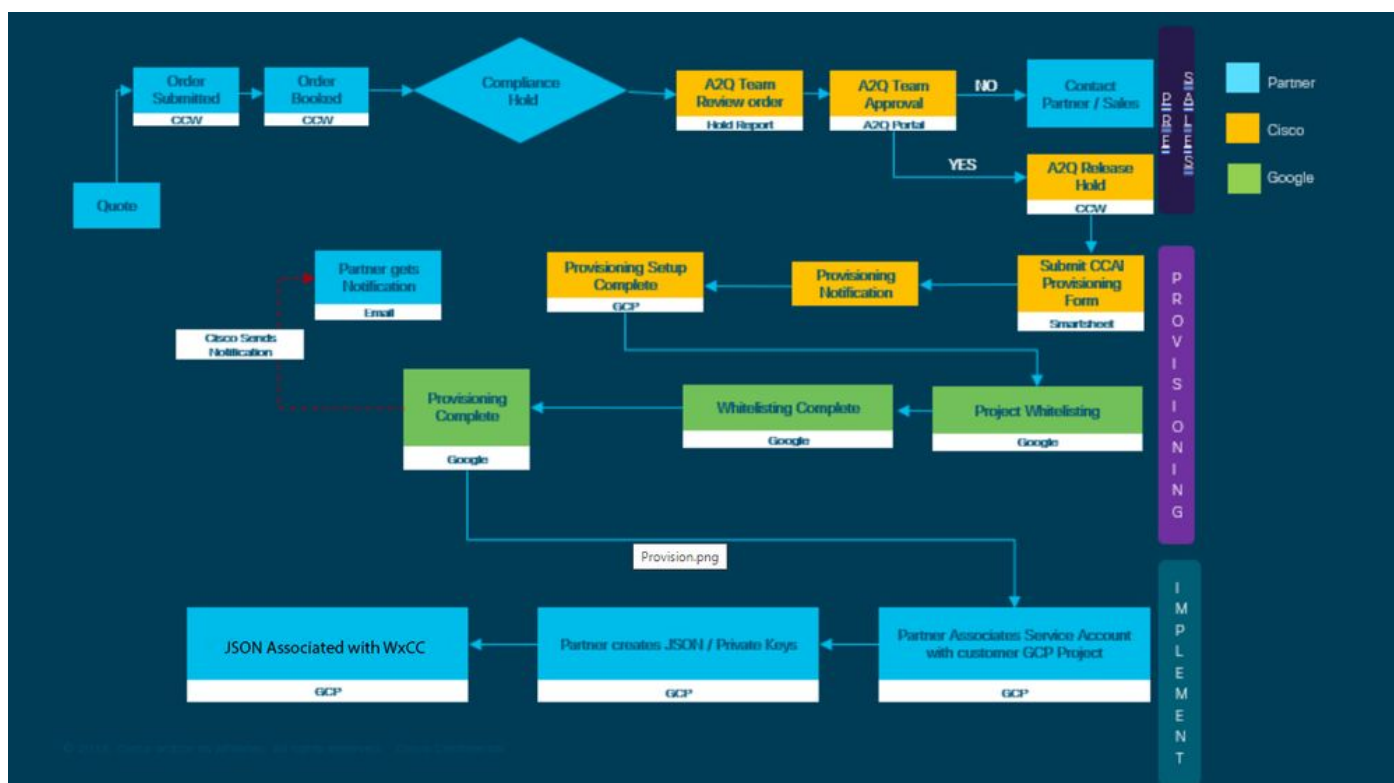 Order
Submitted
CCW
Order
Booked
CCW
Compliance
Hold
A2Q Team
Review order
Hold Report
A2Q Team
Approval
A2Q Portal
NO
Contact
Partner / Sales
PRE
SALES
Partner
Cisco
Google
Quote
YES
A2Q Release
Hold
CCW
Partner gets
Notification
Email
Provisioning Setup
Complete
GCP
Provisioning
Notification
Submit CCAI
Provisioning
Form
Smartsheet
PROVISIONING
Cisco Sends
Notification
Provisioning
Complete
Google
Whitelisting Complete
Google
Project Whitelisting
Google
Provision.png
JSON Associated with WxCC
GCP
Partner creates JSON / Private Keys
GCP
Partner Associates Service Account
with customer GCP Project
GCP
IMPLEMENT